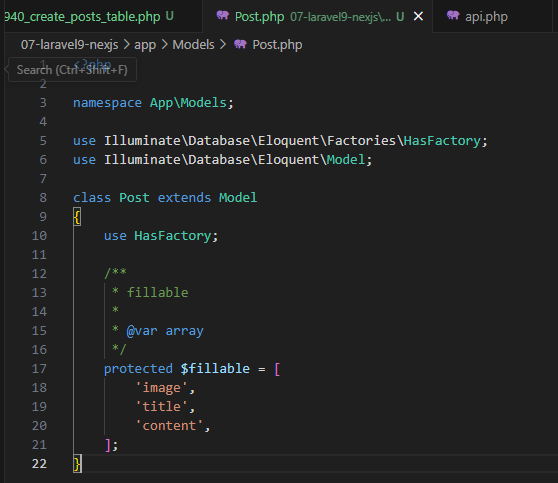 940_create_posts_table.php U
Post.php 07-laravel9-nexjs\... U
api.php
07-laravel9-nexjs > app > Models > Post.php
Search (Ctrl+Shift+F)
1 <?php
2
3 namespace App\Models;
4
5 use Illuminate\Database\Eloquent\Factories\HasFactory;
6 use Illuminate\Database\Eloquent\Model;
7
8 class Post extends Model
9 {
10 use HasFactory;
11
12 /**
13 * fillable
14 *
15 * @var array
16 */
17 protected $fillable = [
18 'image',
19 'title',
20 'content',
21 ];
22 }